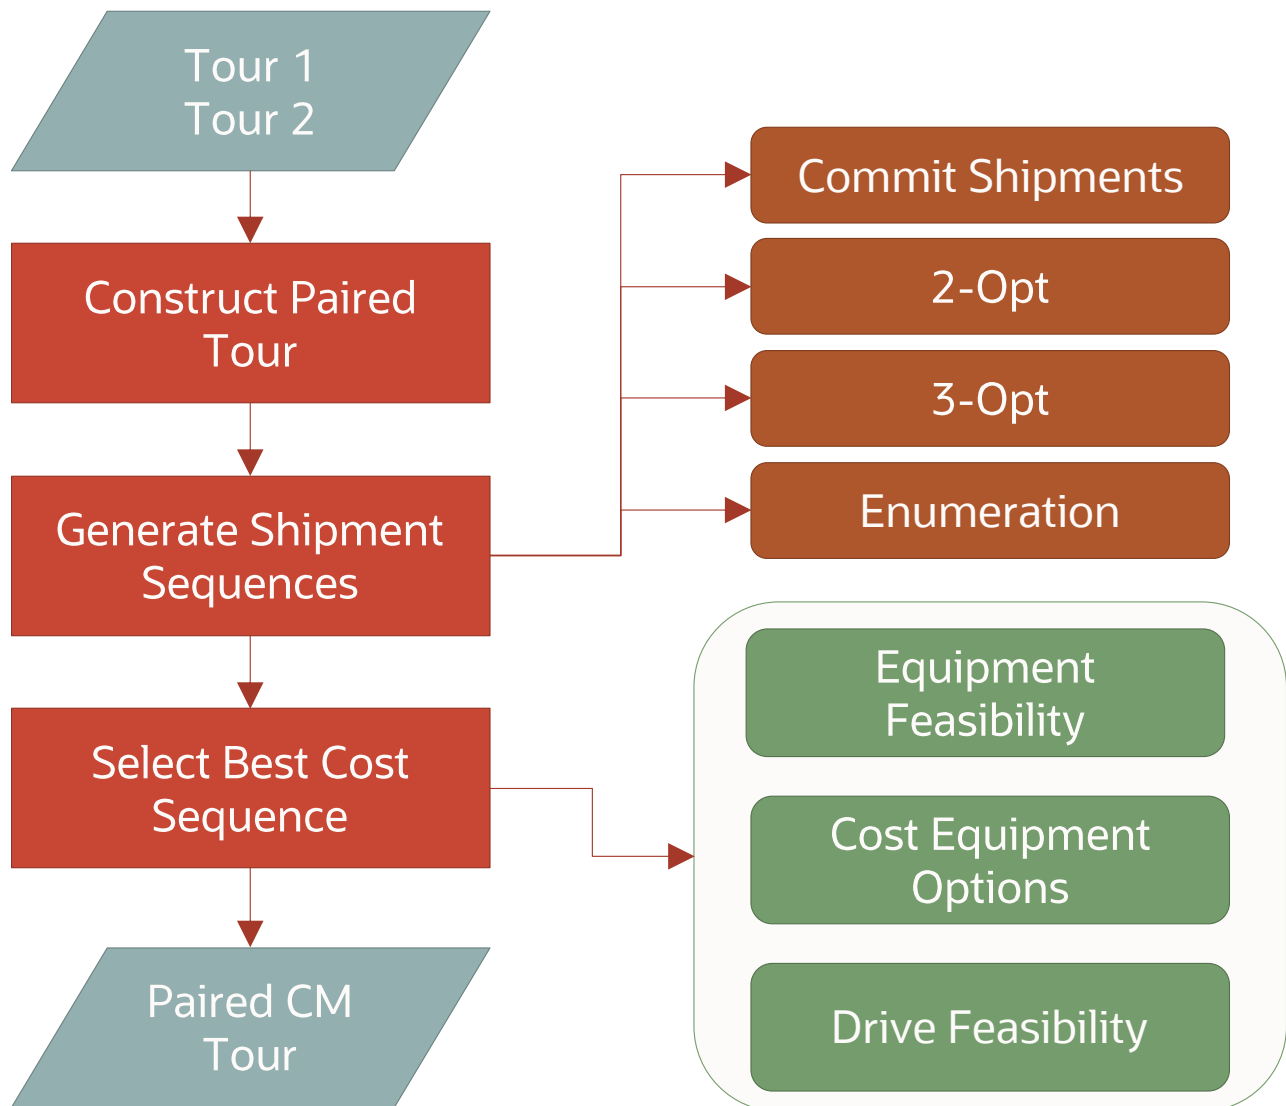 Tour 1
Tour 2
Construct Paired
Tour
Generate Shipment
Sequences
Select Best Cost
Sequence
Paired CM
Tour
Commit Shipments
2-Opt
3-Opt
Enumeration
Equipment
Feasibility
Cost Equipment
Options
Drive Feasibility